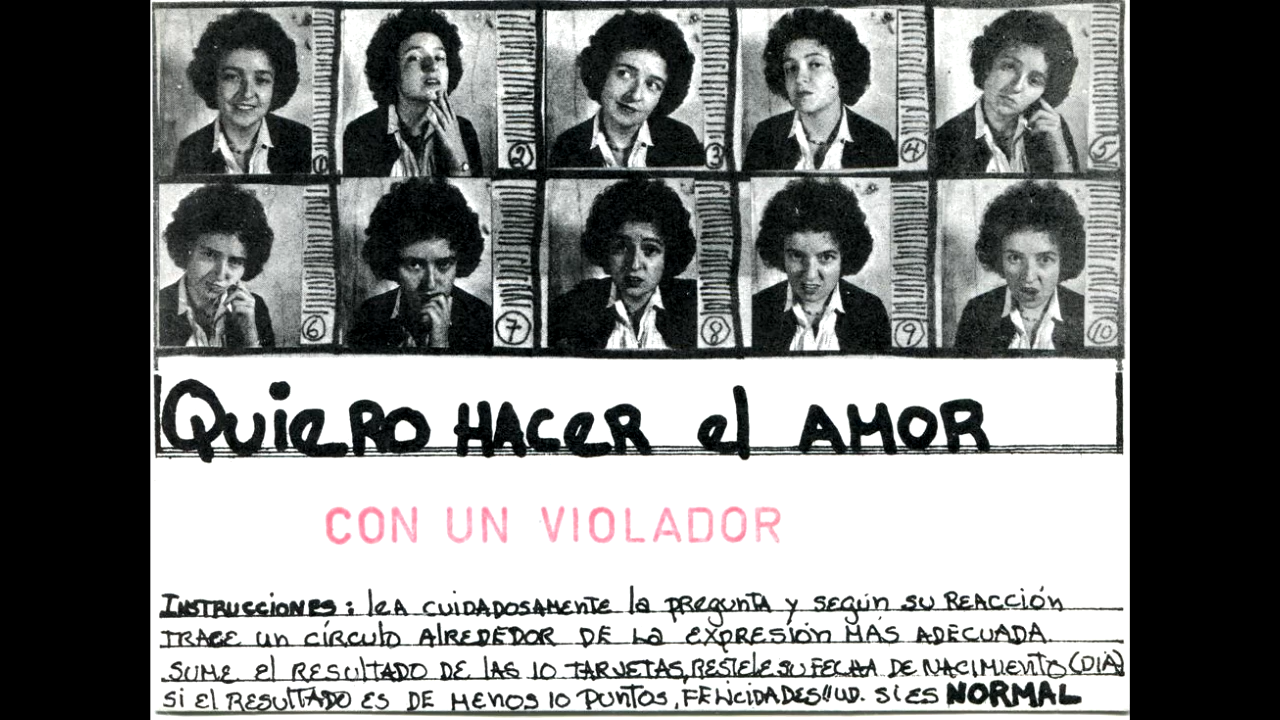 1 2 3 4 5
6 7 8 9 10
QUIERO HACER el AMOR
CON UN VIOLADOR
INSTRUCCIONES: leA CUIDADOSAMENTE la pREGUNTA y SEGÚN SU REACCIÓN
TRACE UN CÍRCULO ALREDEDOR DE LA EXPRESIÓN MÁS ADECUADA.
SUME el RESULTADO DE lAS 10 TARJETAS, RESTELE SU FECHA DE NACIMIENTO (DIA)
SI El RESULTADO ES DE MENOS 10 PUNTOS, FELICIDADES!! UD. SI ES NORMAL